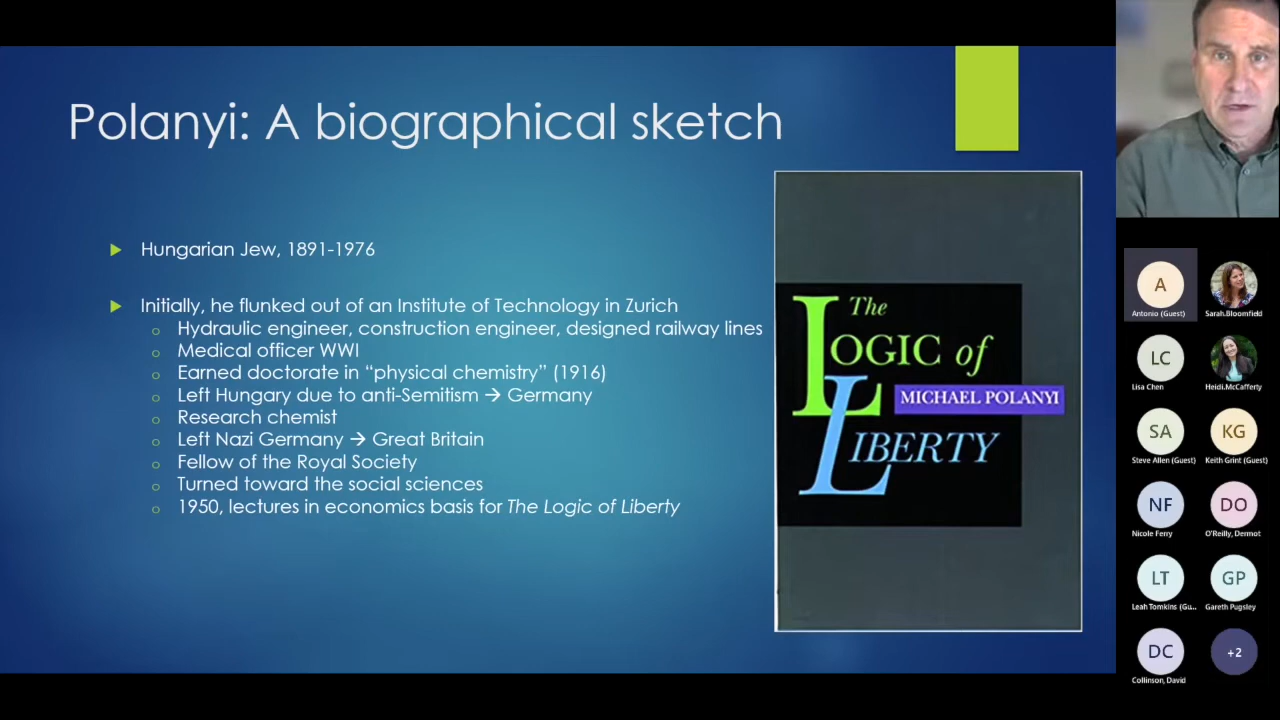 Polanyi: A biographical sketch
Hungarian Jew, 1891-1976
Initially, he flunked out of an Institute of Technology in Zurich
Hydraulic engineer, construction engineer, designed railway lines
Medical officer WWI
Earned doctorate in “physical chemistry” (1916)
Left Hungary due to anti-Semitism → Germany
Research chemist
Left Nazi Germany → Great Britain
Fellow of the Royal Society
Turned toward the social sciences
1950, lectures in economics basis for The Logic of Liberty
The
LOGIC of
MICHAEL POLANYI
LIBERTY
A
Antonio (Guest)
Sarah.Bloomfield
LC
Lisa Chen
Heidi.McCafferty
SA
KG
Steve Allen (Guest)
Keith Grint (Guest)
NF
DO
Nicole Ferry
O'Reilly, Dermot
LT
GP
Leah Tomkins (Gu...
Gareth Pugsley
DC
+2
Collinson, David